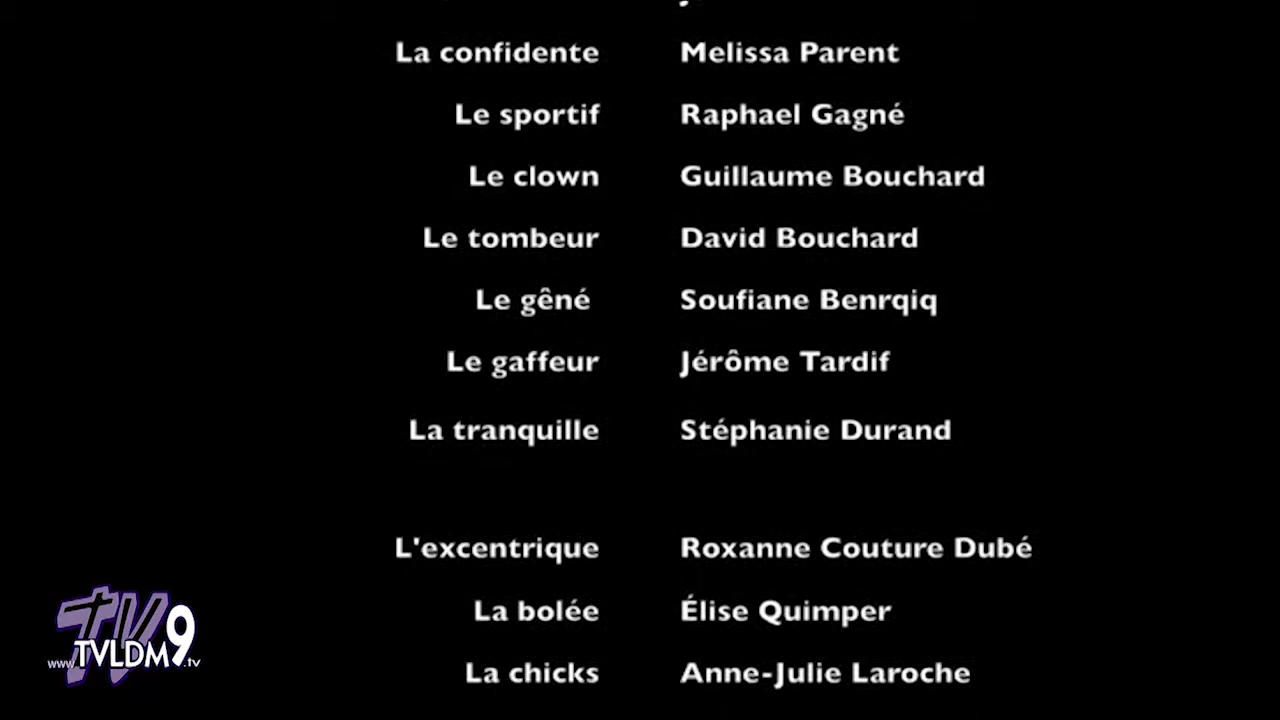 La confidente Melissa Parent
Le sportif Raphael Gagné
Le clown Guillaume Bouchard
Le tombeur David Bouchard
Le gêné Soufiane Benrqiq
Le gaffeur Jérôme Tardif
La tranquille Stéphanie Durand
L'excentrique Roxanne Couture Dubé
La bolée Élise Quimper
La chicks Anne-Julie Laroche
TV9
www.TVLDM.tv